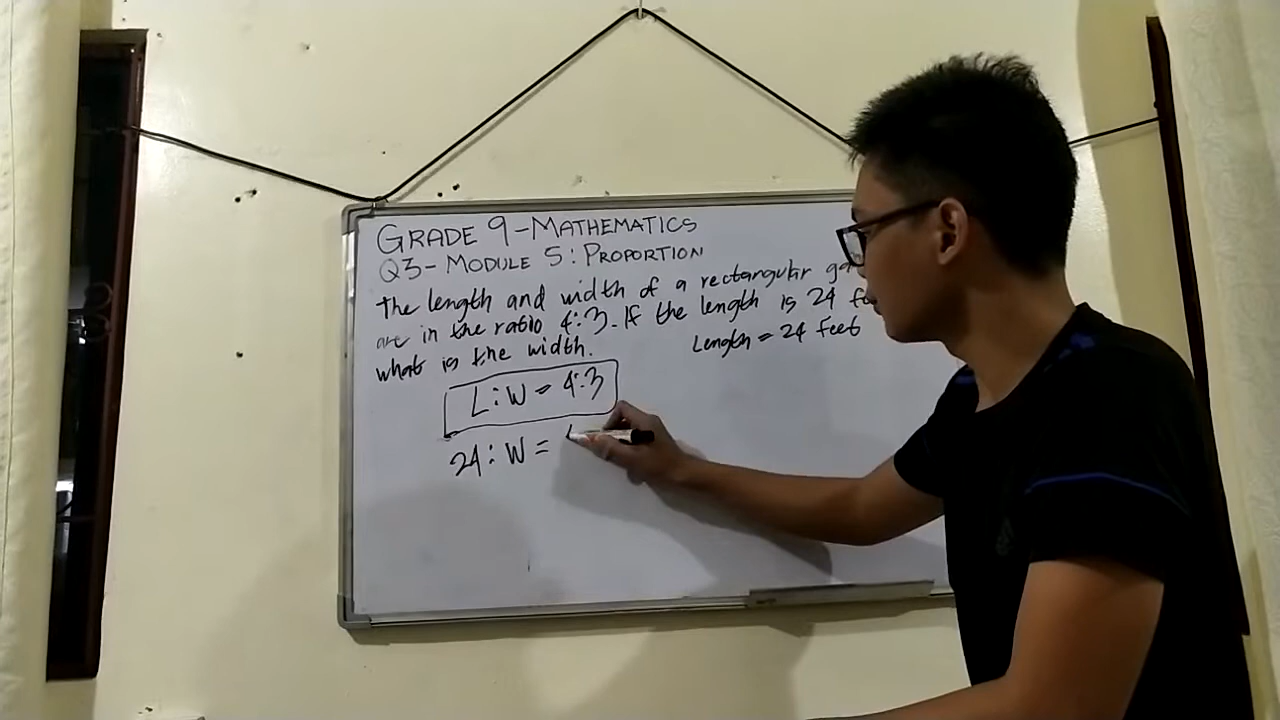 GRADE 9-MATHEMATICS
Q3-MODULE 5: PROPORTION
The length and width of a rectangular
are in the ratio 4:3. If the length is 24
what is the width.
Length = 24 feet
L:W = 4:3
24: W =